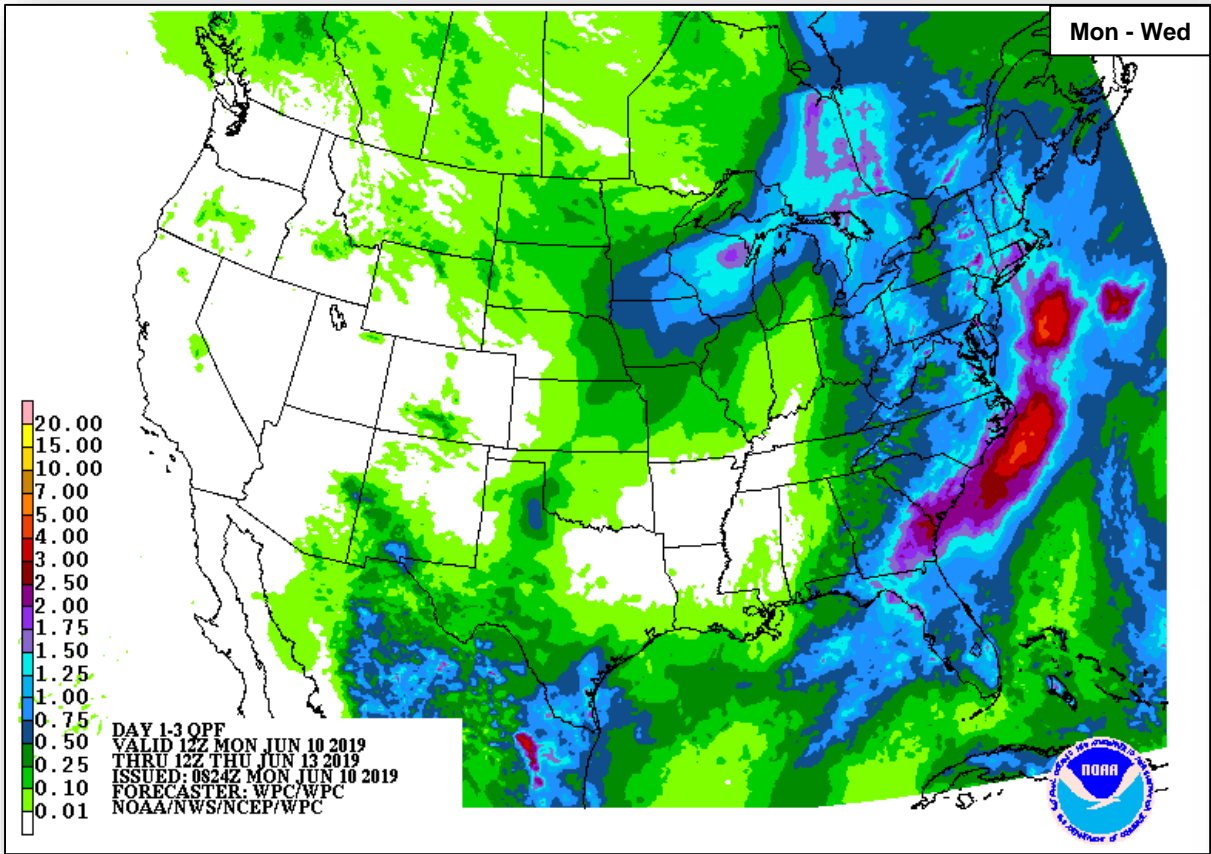 Mon - Wed
20.00
15.00
10.00
7.00
5.00
4.00
3.00
2.50
2.00
1.75
1.50
1.25
1.00
0.75
0.50
0.25
0.10
0.01
DAY 1-3 QPF
VALID 12Z MON JUN 10 2019
THRU 12Z THU JUN 13 2019
ISSUED: 0824Z MON JUN 10 2019
FORECASTER: WPC/WPC
NOAA/NWS/NCEP/WPC
NOAA